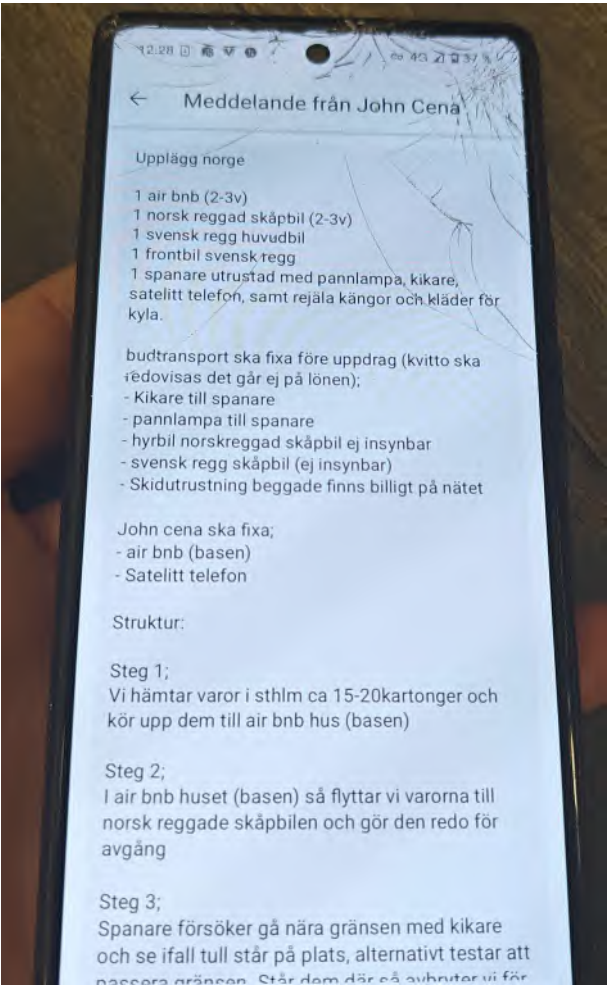 12.28
4G
Meddelande från John Cena
Upplägg norge
1 air bnb (2-3v)
1 norsk reggad skåpbil (2-3v)
1 svensk regg huvudbil
1 frontbil svensk regg
1 spanare utrustad med pannlampa, kikare,
satelitt telefon, samt rejäla kängor och kläder för
kyla.
budtransport ska fixa före uppdrag (kvitto ska
redovisas det går ej på lönen);
- Kikare till spanare
- pannlampa till spanare
- hyrbil norskreggad skåpbil ej insynbar
- svensk regg skåpbil (ej insynbar)
- Skidutrustning beggade finns billigt på nätet
John cena ska fixa;
- air bnb (basen)
- Satelitt telefon
Struktur:
Steg 1;
Vi hämtar varor i sthlm ca 15-20kartonger och
kör upp dem till air bnb hus (basen)
Steg 2;
I air bnb huset (basen) så flyttar vi varorna till
norsk reggade skåpbilen och gör den redo för
avgång
Steg 3;
Spanare försöker gå nära gränsen med kikare
och se ifall tull står på plats, alternativt testar att
passera gränsen. Står dem där så avbryter vi för